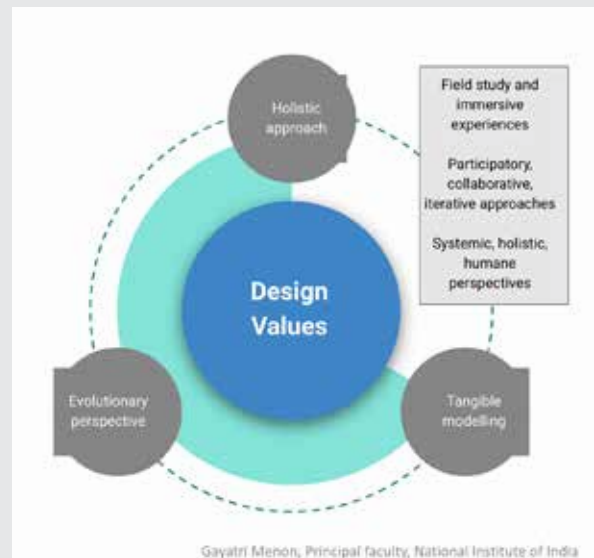 Holistic
approach
Field study and
immersive
experiences
Participatory,
collaborative,
iterative approaches
Systemic, holistic,
humane
perspectives
Design
Values
Evolutionary
perspective
Tangible
modelling
Gayatri Menon, Principal faculty, National Institute of India